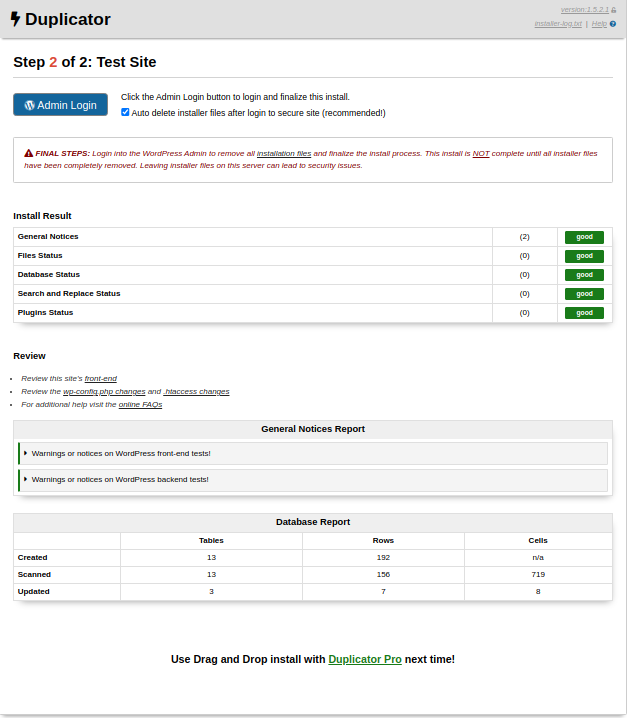 Duplicator
version:1.5.2.1
installer-log.txt | Help
Step 2 of 2: Test Site
Admin Login
Click the Admin Login button to login and finalize this install.
Auto delete installer files after login to secure site (recommended!)
FINAL STEPS: Login into the WordPress Admin to remove all installation files and finalize the install process. This install is NOT complete until all installer files
have been completely removed. Leaving installer files on this server can lead to security issues.
Install Result
General Notices (2) good
Files Status (0) good
Database Status (0) good
Search and Replace Status (0) good
Plugins Status (0) good
Review
• Review this site's front-end
• Review the wp-config.php changes and .htaccess changes
• For additional help visit the online FAQs
General Notices Report
Warnings or notices on WordPress front-end tests!
Warnings or notices on WordPress backend tests!
Database Report
Tables Rows Cells
Created 13 192 n/a
Scanned 13 156 719
Updated 3 7 8
Use Drag and Drop install with Duplicator Pro next time!